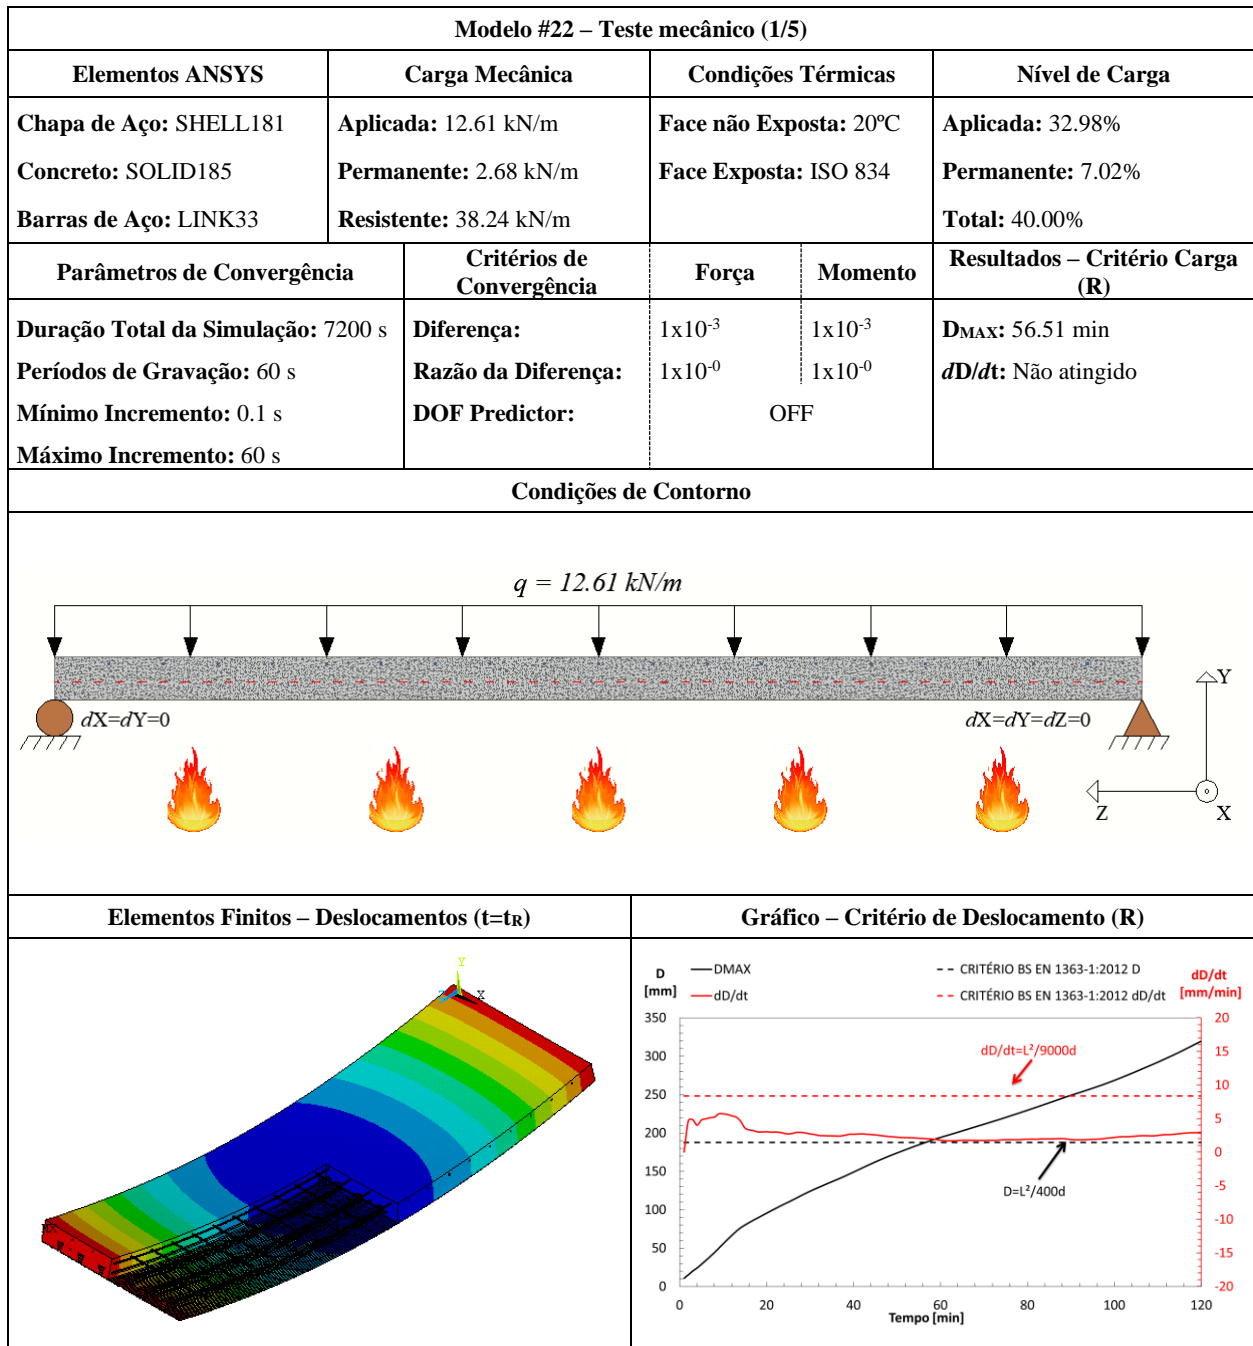 Modelo #22 – Teste mecânico (1/5)
Elementos ANSYS
Carga Mecânica
Condições Térmicas
Nível de Carga
Chapa de Aço: SHELL181
Concreto: SOLID185
Barras de Aço: LINK33
Aplicada: 12.61 kN/m
Permanente: 2.68 kN/m
Resistente: 38.24 kN/m
Face não Exposta: 20ºC
Face Exposta: ISO 834
Aplicada: 32.98%
Permanente: 7.02%
Total: 40.00%
Parâmetros de Convergência
Critérios de
Convergência
Força
Momento
Resultados – Critério Carga
(R)
Duração Total da Simulação: 7200 s
Períodos de Gravação: 60 s
Mínimo Incremento: 0.1 s
Máximo Incremento: 60 s
Diferença: 1x10⁻³ 1x10⁻³
Razão da Diferença: 1x10⁻⁰ 1x10⁻⁰
DOF Predictor: OFF
DMAX: 56.51 min
dD/dt: Não atingido
Condições de Contorno
q = 12.61 kN/m
dX=dY=0
dX=dY=dZ=0
Y
Z
X
Elementos Finitos – Deslocamentos (t=tR)
Gráfico – Critério de Deslocamento (R)
Y
Z
X
MX
D
[mm]
DMAX
dD/dt
CRITÉRIO BS EN 1363-1:2012 D
CRITÉRIO BS EN 1363-1:2012 dD/dt
dD/dt
[mm/min]
350
300
250
200
150
100
50
0
20
15
10
5
0
-5
-10
-15
-20
dD/dt=L²/9000d
D=L²/400d
0 20 40 60 80 100 120
Tempo [min]